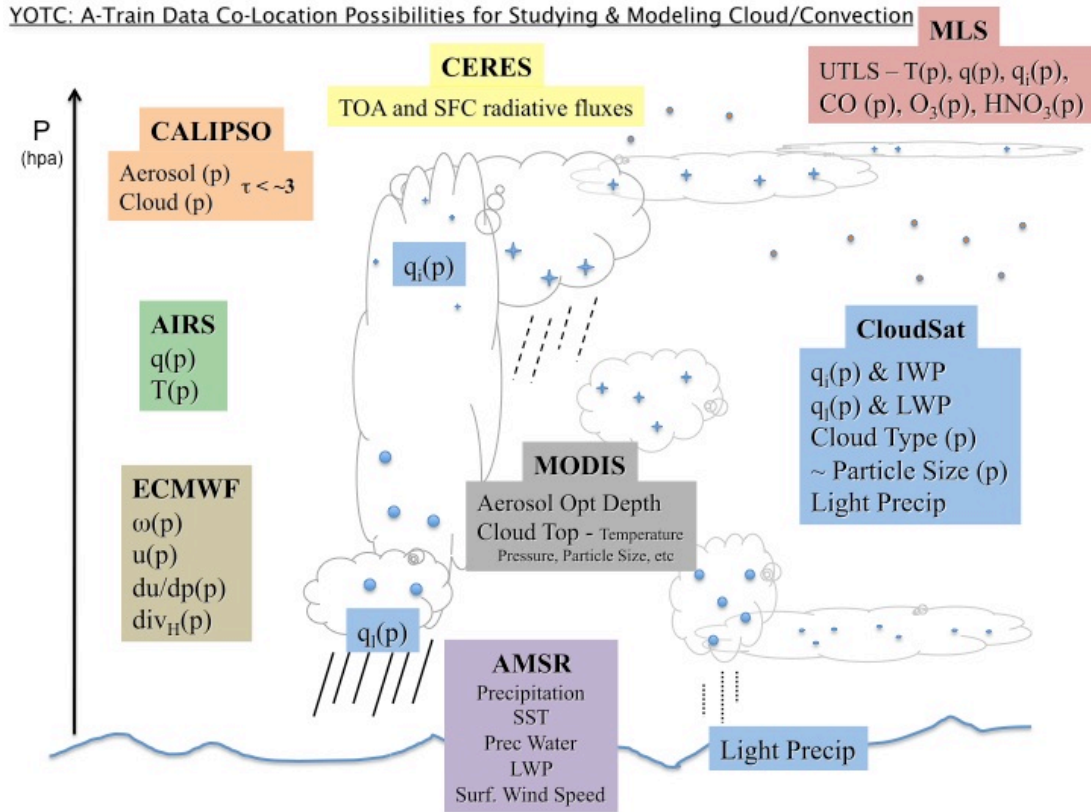 YOTC: A-Train Data Co-Location Possibilities for Studying & Modeling Cloud/Convection
MLS
UTLS – T(p), q(p), qᵢ(p),
CO (p), O₃(p), HNO₃(p)
CERES
TOA and SFC radiative fluxes
P
(hpa)
CALIPSO
Aerosol (p)
Cloud (p)
τ < ~3
qᵢ(p)
AIRS
q(p)
T(p)
CloudSat
qᵢ(p) & IWP
qₗ(p) & LWP
Cloud Type (p)
~ Particle Size (p)
Light Precip
MODIS
Aerosol Opt Depth
Cloud Top - Temperature
Pressure, Particle Size, etc
ECMWF
ω(p)
u(p)
du/dp(p)
div_H(p)
qₗ(p)
AMSR
Precipitation
SST
Prec Water
LWP
Surf. Wind Speed
Light Precip